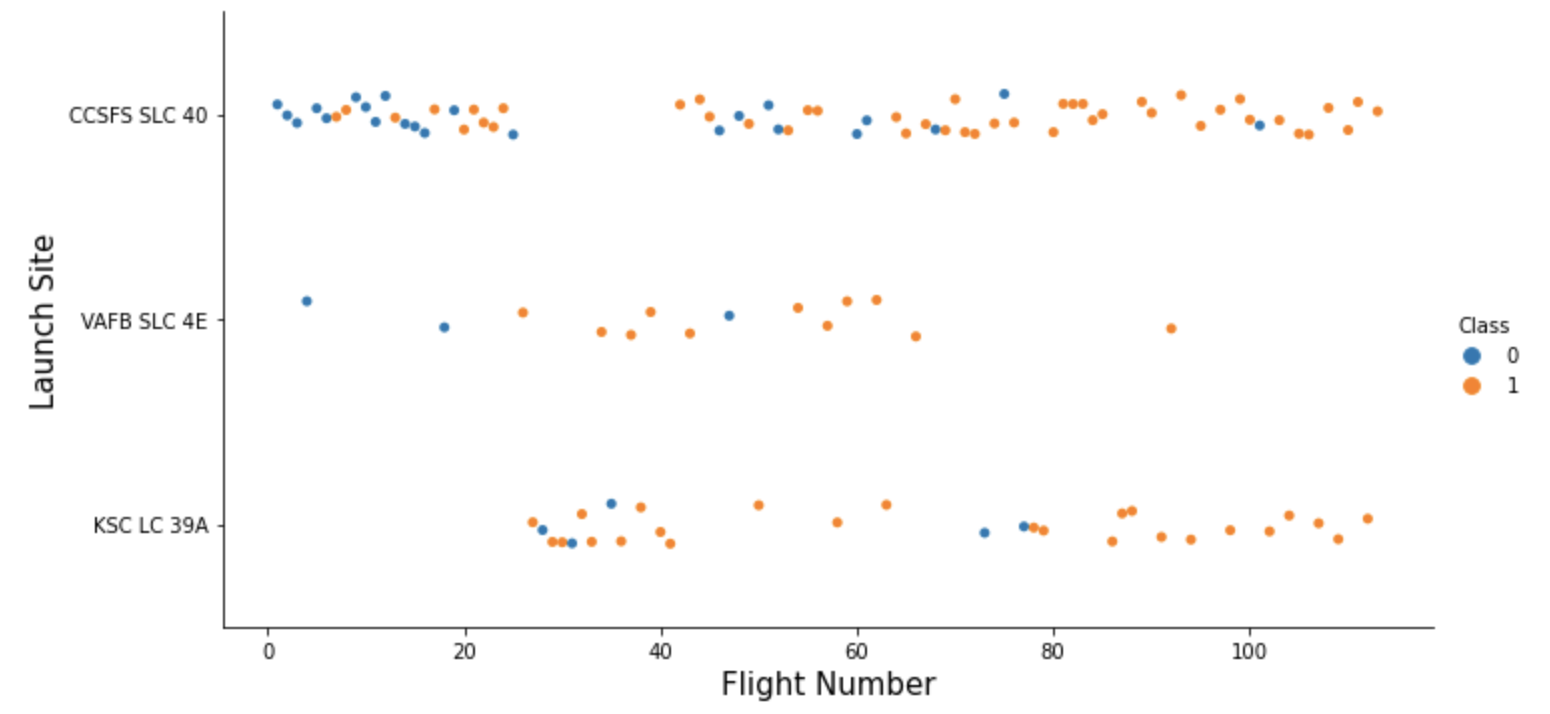 CCSFS SLC 40
VAFB SLC 4E
KSC LC 39A
Launch Site
0 20 40 60 80 100
Flight Number
Class
0
1